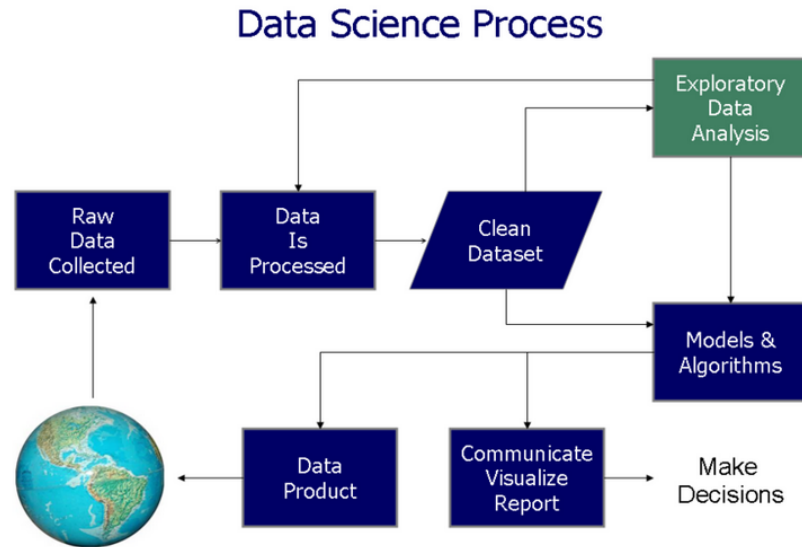 Data Science Process
Exploratory
Data
Analysis
Raw
Data
Collected
Data
Is
Processed
Clean
Dataset
Models &
Algorithms
Data
Product
Communicate
Visualize
Report
Make
Decisions